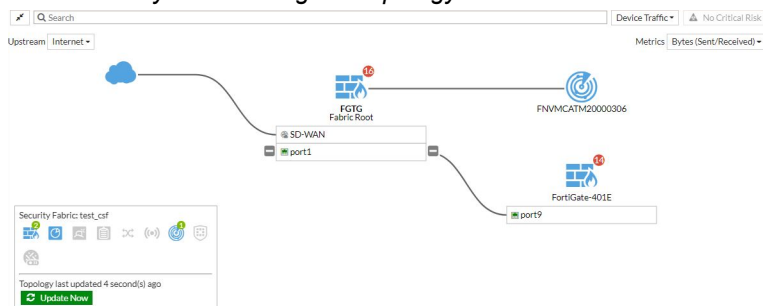 Search
Device Traffic
No Critical Risk
Upstream Internet
Metrics Bytes (Sent/Received)
16
FGTG
Fabric Root
FNVMCATM20000306
SD-WAN
port1
14
FortiGate-401E
port9
Security Fabric: test_csf
2
1
Topology last updated 4 second(s) ago
Update Now